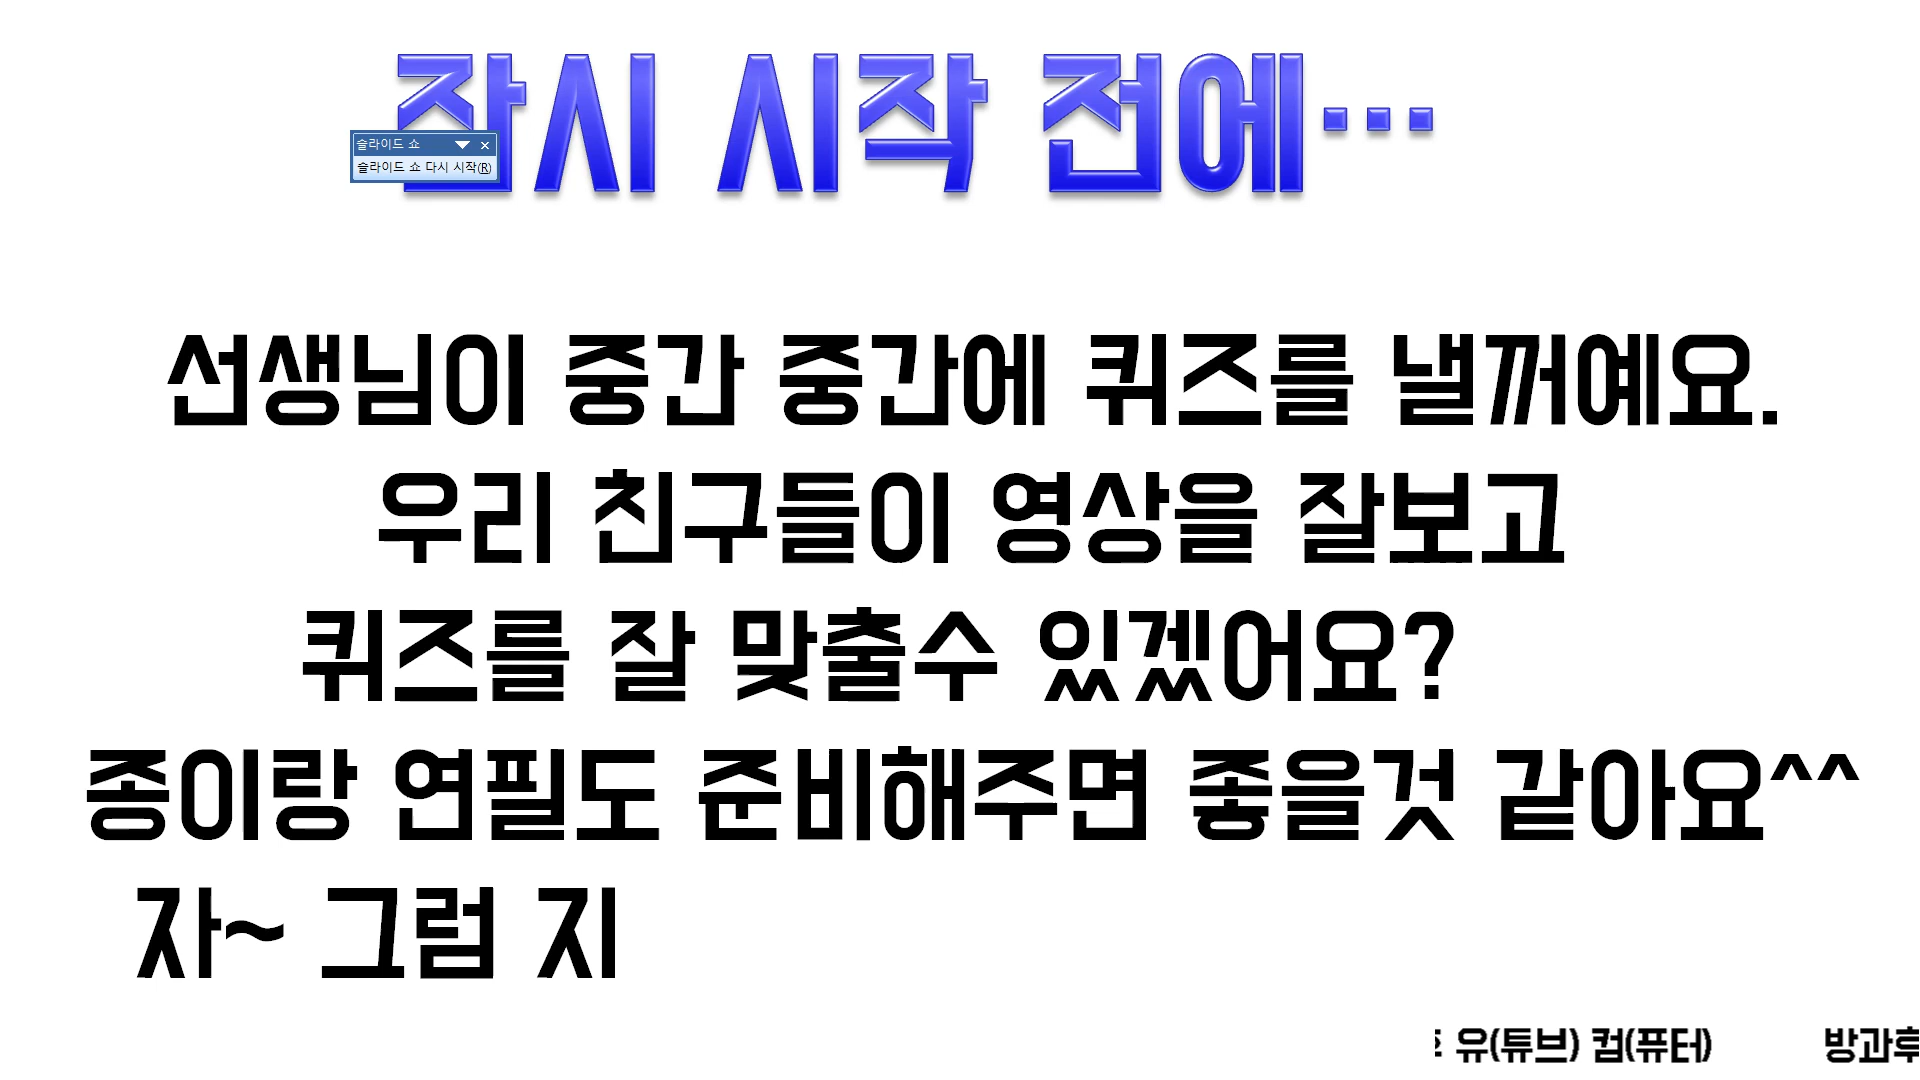 잠시 시작 전에…
슬라이드 쇼
슬라이드 쇼 다시 시작(R)
선생님이 중간 중간에 퀴즈를 낼꺼예요.
우리 친구들이 영상을 잘보고
퀴즈를 잘 맞출수 있겠어요?
종이랑 연필도 준비해주면 좋을것 같아요^^
자~ 그럼 지
유(튜브) 컴(퓨터) 방과후